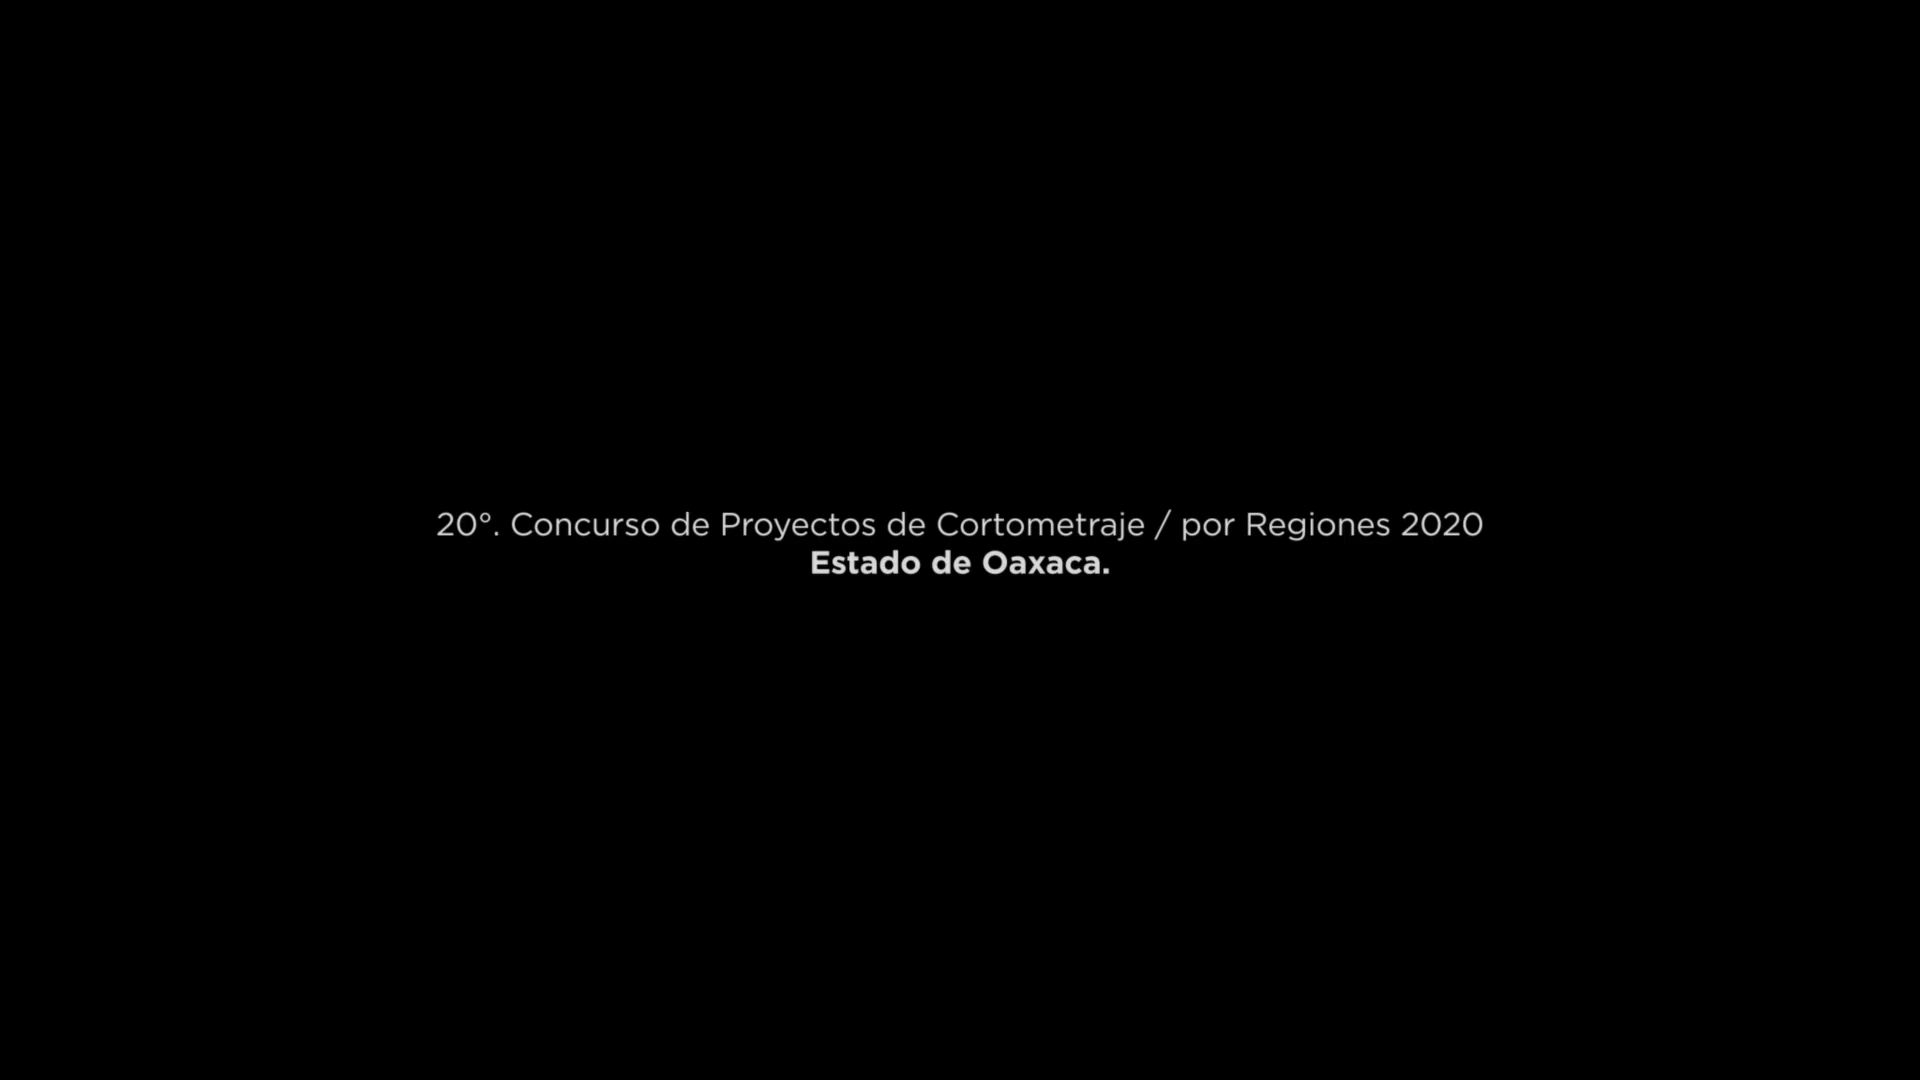 20°. Concurso de Proyectos de Cortometraje / por Regiones 2020
Estado de Oaxaca.